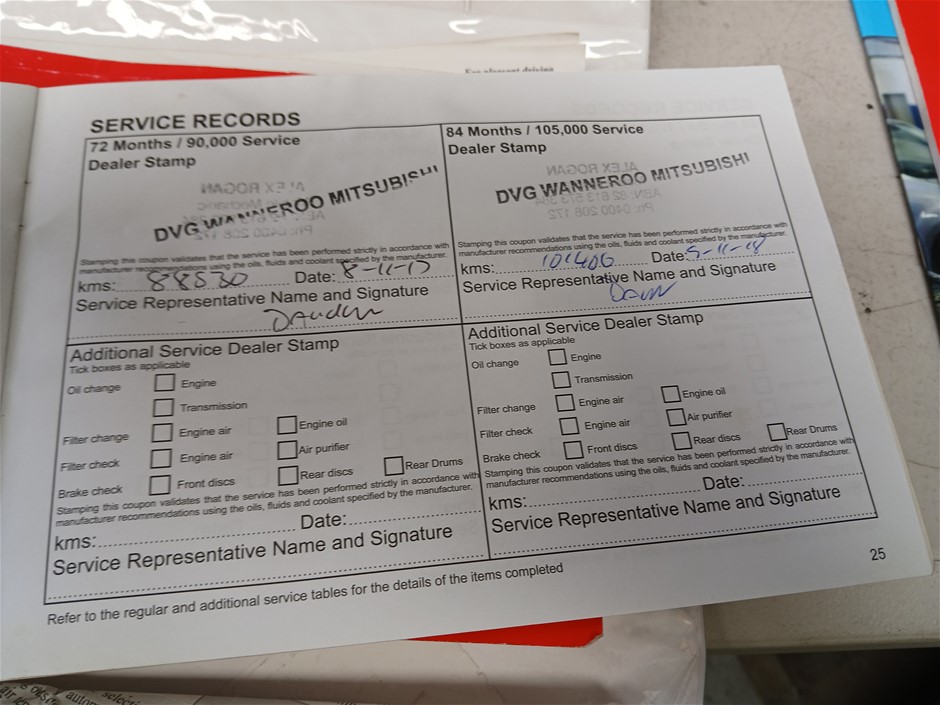 For absent driving
SERVICE RECORDS
72 Months / 90,000 Service
Dealer Stamp
DVG WANNEROO MITSUBISHI
Stamping this coupon validates that the service has been performed strictly in accordance with
manufacturer recommendations using the oils, fluids and coolant specified by the manufacturer.
kms: 88530 Date: 8-11-17
Service Representative Name and Signature
Additional Service Dealer Stamp
Tick boxes as applicable
Oil change Engine
Transmission
Filter change Engine air Engine oil
Filter check Engine air Air purifier
Brake check Front discs Rear discs Rear Drums
Stamping this coupon validates that the service has been performed strictly in accordance with
manufacturer recommendations using the oils, fluids and coolant specified by the manufacturer.
kms: Date:
Service Representative Name and Signature
84 Months / 105,000 Service
Dealer Stamp
DVG WANNEROO MITSUBISHI
Stamping this coupon validates that the service has been performed strictly in accordance with
manufacturer recommendations using the oils, fluids and coolant specified by the manufacturer.
kms: 101406 Date: 5-11-18
Service Representative Name and Signature
Additional Service Dealer Stamp
Tick boxes as applicable
Oil change Engine
Transmission
Filter change Engine air Engine oil
Filter check Engine air Air purifier
Brake check Front discs Rear discs Rear Drums
Stamping this coupon validates that the service has been performed strictly in accordance with
manufacturer recommendations using the oils, fluids and coolant specified by the manufacturer.
kms: Date:
Service Representative Name and Signature
Refer to the regular and additional service tables for the details of the items completed
25